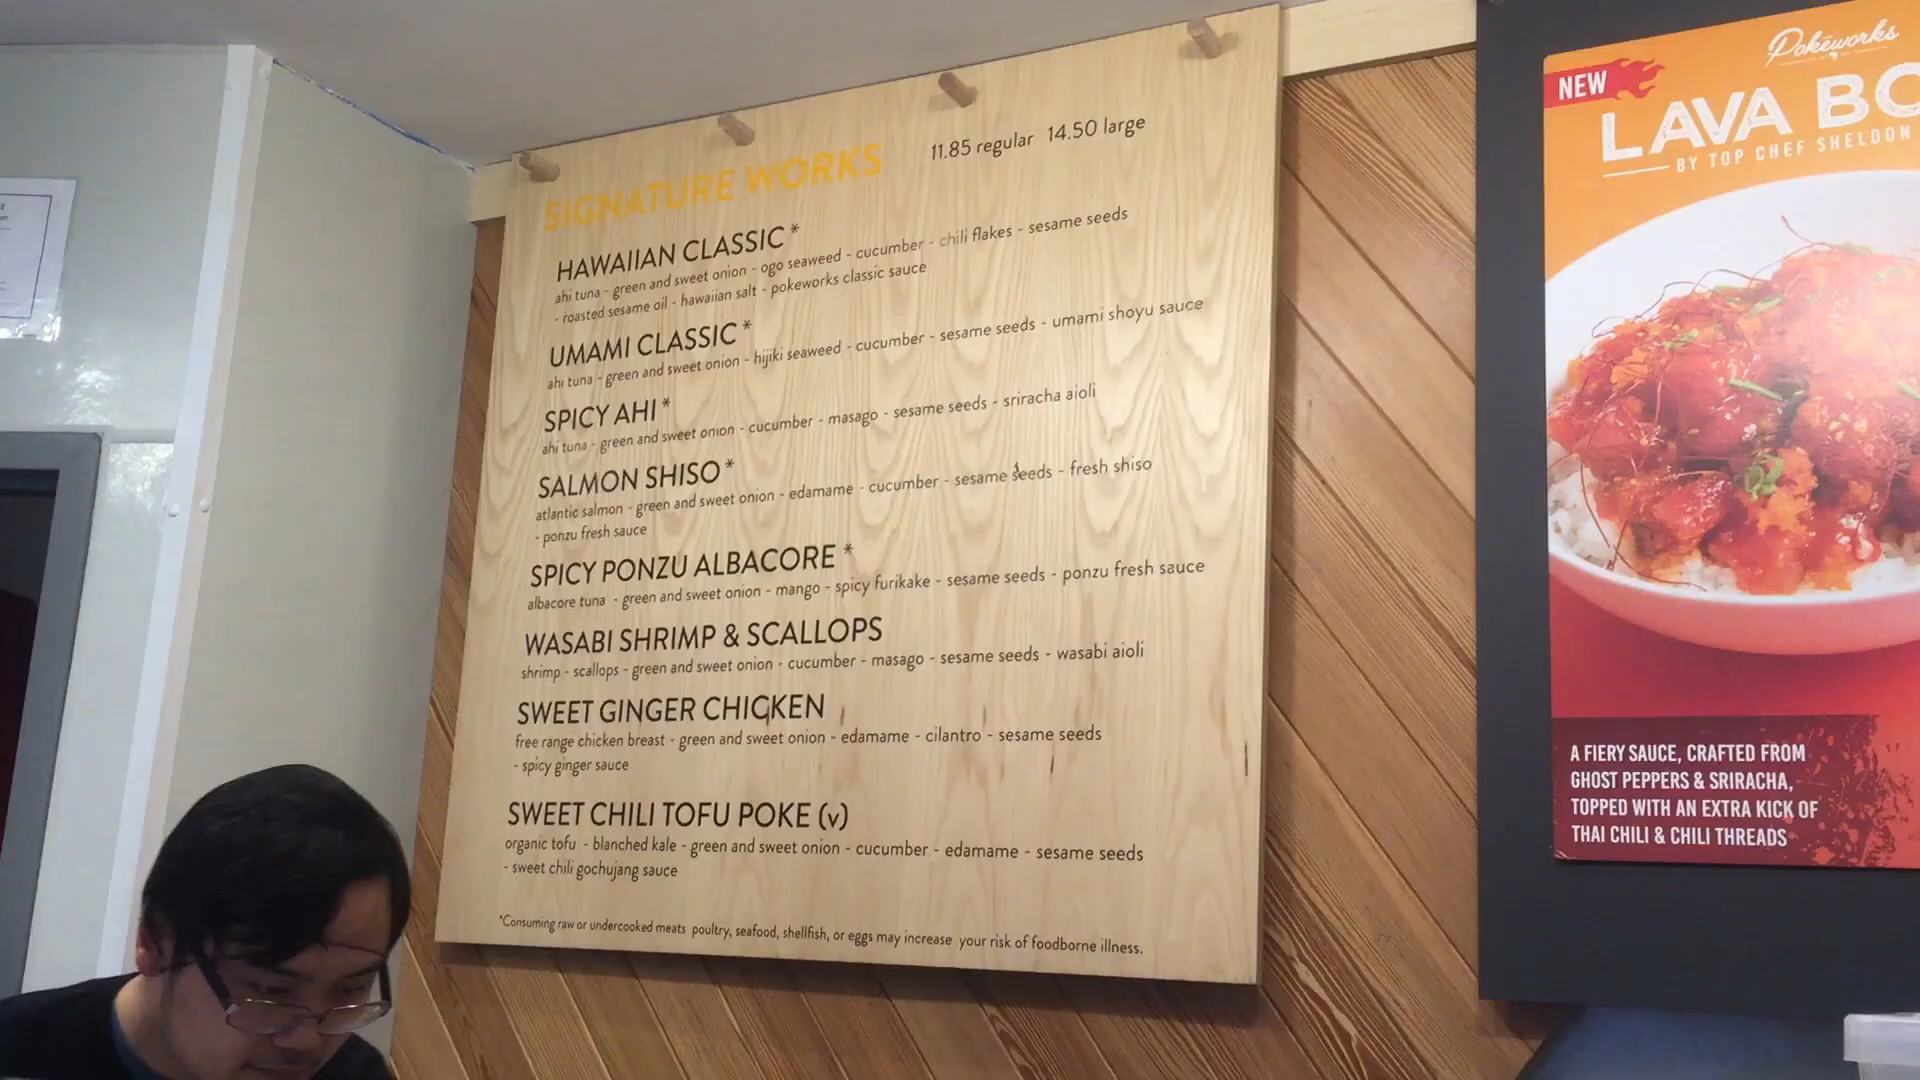 SIGNATURE WORKS 11.85 regular 14.50 large
HAWAIIAN CLASSIC *
ahi tuna - green and sweet onion - ogo seaweed - cucumber - chili flakes - sesame seeds
- roasted sesame oil - hawaiian salt - pokeworks classic sauce
UMAMI CLASSIC *
ahi tuna - green and sweet onion - hijiki seaweed - cucumber - sesame seeds - umami shoyu sauce
SPICY AHI *
ahi tuna - green and sweet onion - cucumber - masago - sesame seeds - sriracha aioli
SALMON SHISO *
atlantic salmon - green and sweet onion - edamame - cucumber - sesame seeds - fresh shiso
- ponzu fresh sauce
SPICY PONZU ALBACORE *
albacore tuna - green and sweet onion - mango - spicy furikake - sesame seeds - ponzu fresh sauce
WASABI SHRIMP & SCALLOPS
shrimp - scallops - green and sweet onion - cucumber - masago - sesame seeds - wasabi aioli
SWEET GINGER CHICKEN
free range chicken breast - green and sweet onion - edamame - cilantro - sesame seeds
- spicy ginger sauce
SWEET CHILI TOFU POKE (v)
organic tofu - blanched kale - green and sweet onion - cucumber - edamame - sesame seeds
- sweet chili gochujang sauce
*Consuming raw or undercooked meats poultry, seafood, shellfish, or eggs may increase your risk of foodborne illness.
Pokéworks
NEW
LAVA BO
BY TOP CHEF SHELDON
A FIERY SAUCE, CRAFTED FROM
GHOST PEPPERS & SRIRACHA,
TOPPED WITH AN EXTRA KICK OF
THAI CHILI & CHILI THREADS